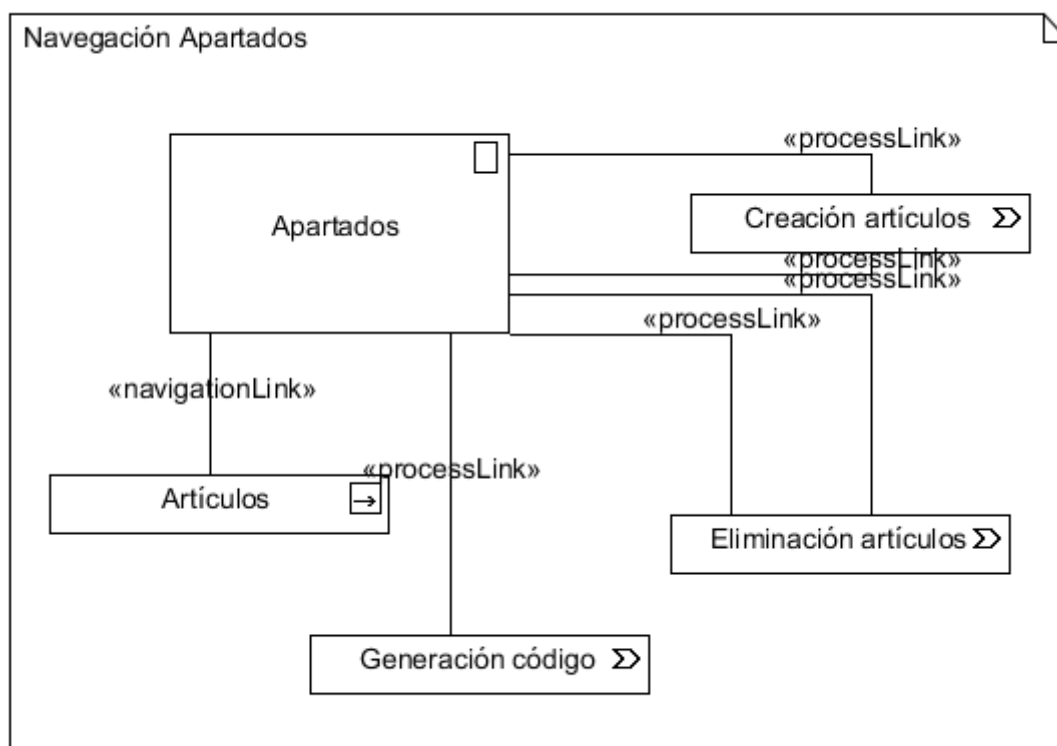 Navegación Apartados
«processLink»
Apartados
Creación artículos
«processLink»
«processLink»
«processLink»
«navigationLink»
«processLink»
Artículos
Eliminación artículos
Generación código